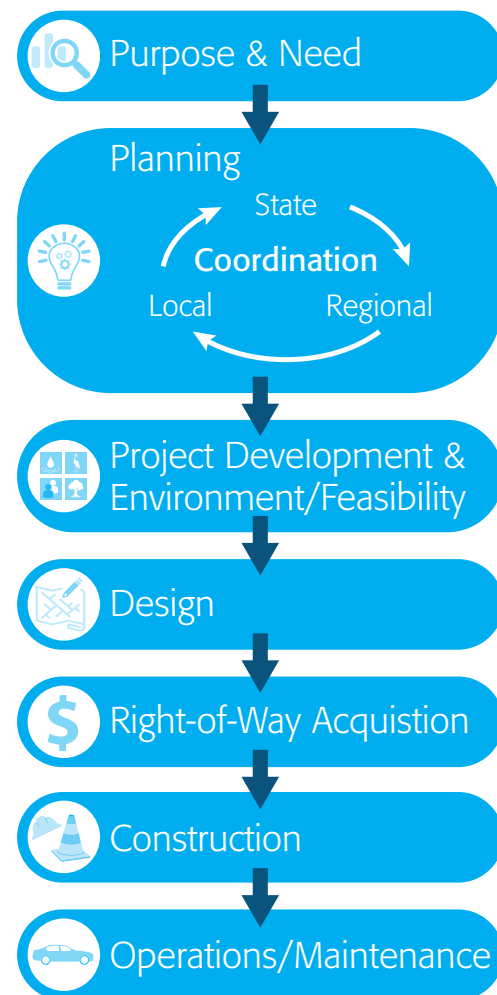 Purpose & Need
Planning
State
Coordination
Local
Regional
Project Development &
Environment/Feasibility
Design
$
Right-of-Way Acquistion
Construction
Operations/Maintenance